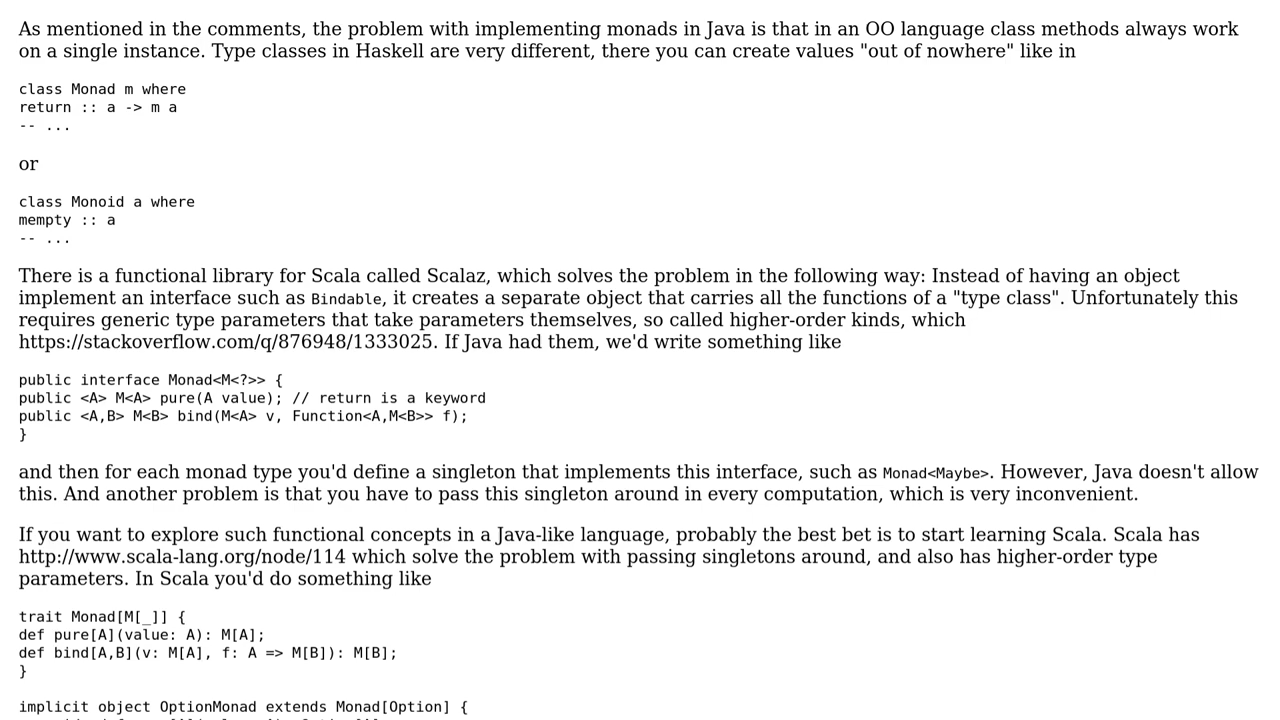 As mentioned in the comments, the problem with implementing monads in Java is that in an OO language class methods always work
on a single instance. Type classes in Haskell are very different, there you can create values "out of nowhere" like in
class Monad m where
return :: a -> m a
-- ...
or
class Monoid a where
mempty :: a
-- ...
There is a functional library for Scala called Scalaz, which solves the problem in the following way: Instead of having an object
implement an interface such as Bindable, it creates a separate object that carries all the functions of a "type class". Unfortunately this
requires generic type parameters that take parameters themselves, so called higher-order kinds, which
https://stackoverflow.com/q/876948/1333025. If Java had them, we'd write something like
public interface Monad<M<?>> {
public <A> M<A> pure(A value); // return is a keyword
public <A,B> M<B> bind(M<A> v, Function<A,M<B>> f);
}
and then for each monad type you'd define a singleton that implements this interface, such as Monad<Maybe>. However, Java doesn't allow
this. And another problem is that you have to pass this singleton around in every computation, which is very inconvenient.
If you want to explore such functional concepts in a Java-like language, probably the best bet is to start learning Scala. Scala has
http://www.scala-lang.org/node/114 which solve the problem with passing singletons around, and also has higher-order type
parameters. In Scala you'd do something like
trait Monad[M[_]] {
def pure[A](value: A): M[A];
def bind[A,B](v: M[A], f: A => M[B]): M[B];
}
implicit object OptionMonad extends Monad[Option] {